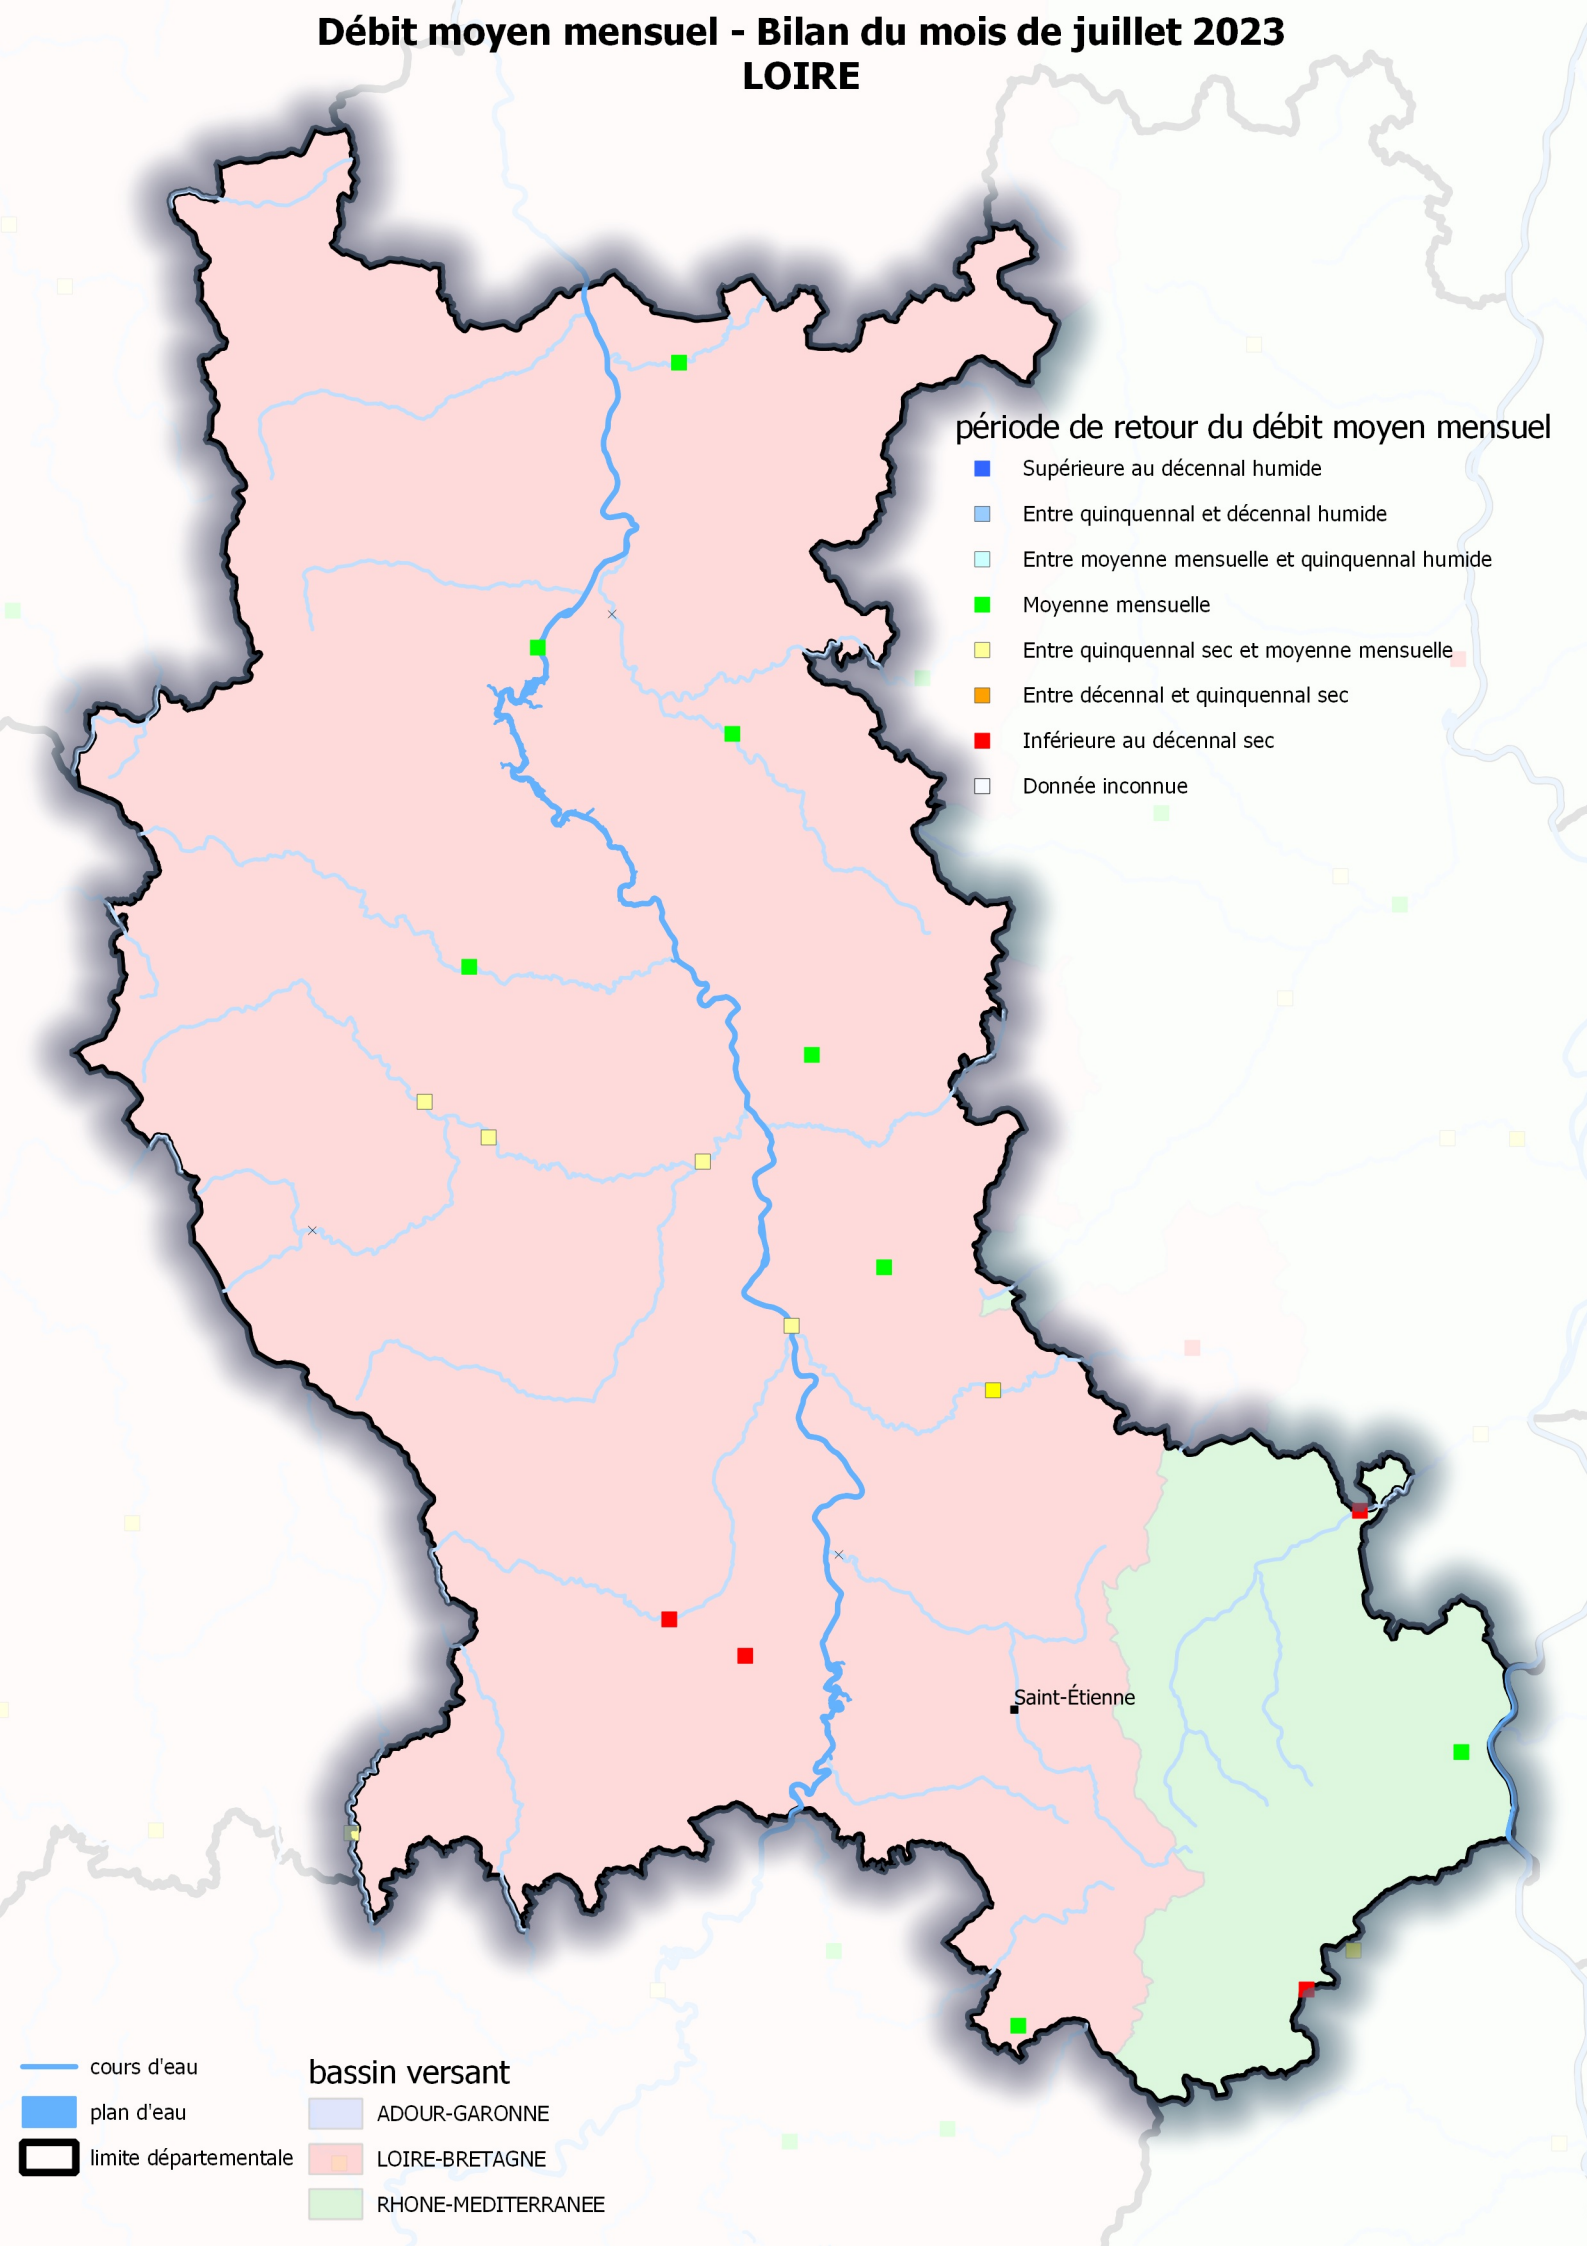 Débit moyen mensuel - Bilan du mois de juillet 2023
LOIRE
période de retour du débit moyen mensuel
Supérieure au décennal humide
Entre quinquennal et décennal humide
Entre moyenne mensuelle et quinquennal humide
Moyenne mensuelle
Entre quinquennal sec et moyenne mensuelle
Entre décennal et quinquennal sec
Inférieure au décennal sec
Donnée inconnue
Saint-Étienne
cours d'eau
plan d'eau
limite départementale
bassin versant
ADOUR-GARONNE
LOIRE-BRETAGNE
RHONE-MEDITERRANEE